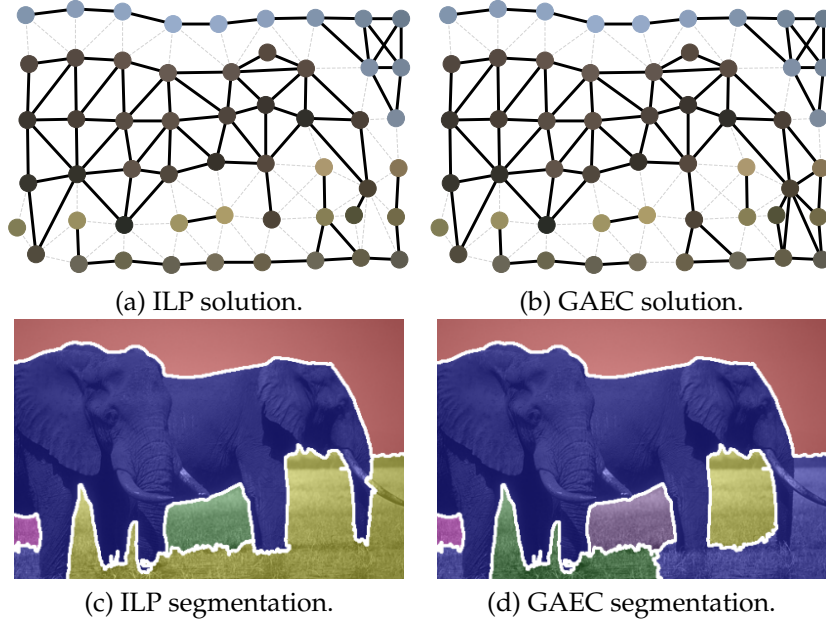 (a) ILP solution.
(b) GAEC solution.
(c) ILP segmentation.
(d) GAEC segmentation.